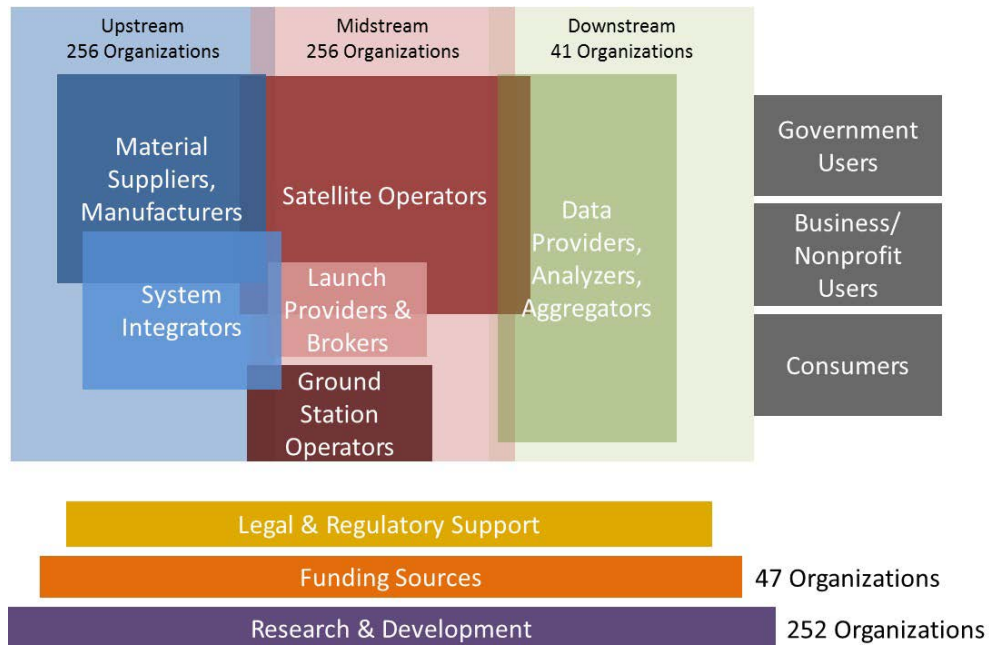 Upstream
256 Organizations
Midstream
256 Organizations
Downstream
41 Organizations
Material
Suppliers,
Manufacturers
System
Integrators
Satellite Operators
Launch
Providers &
Brokers
Ground
Station
Operators
Data
Providers,
Analyzers,
Aggregators
Government
Users
Business/
Nonprofit
Users
Consumers
Legal & Regulatory Support
Funding Sources
47 Organizations
Research & Development
252 Organizations